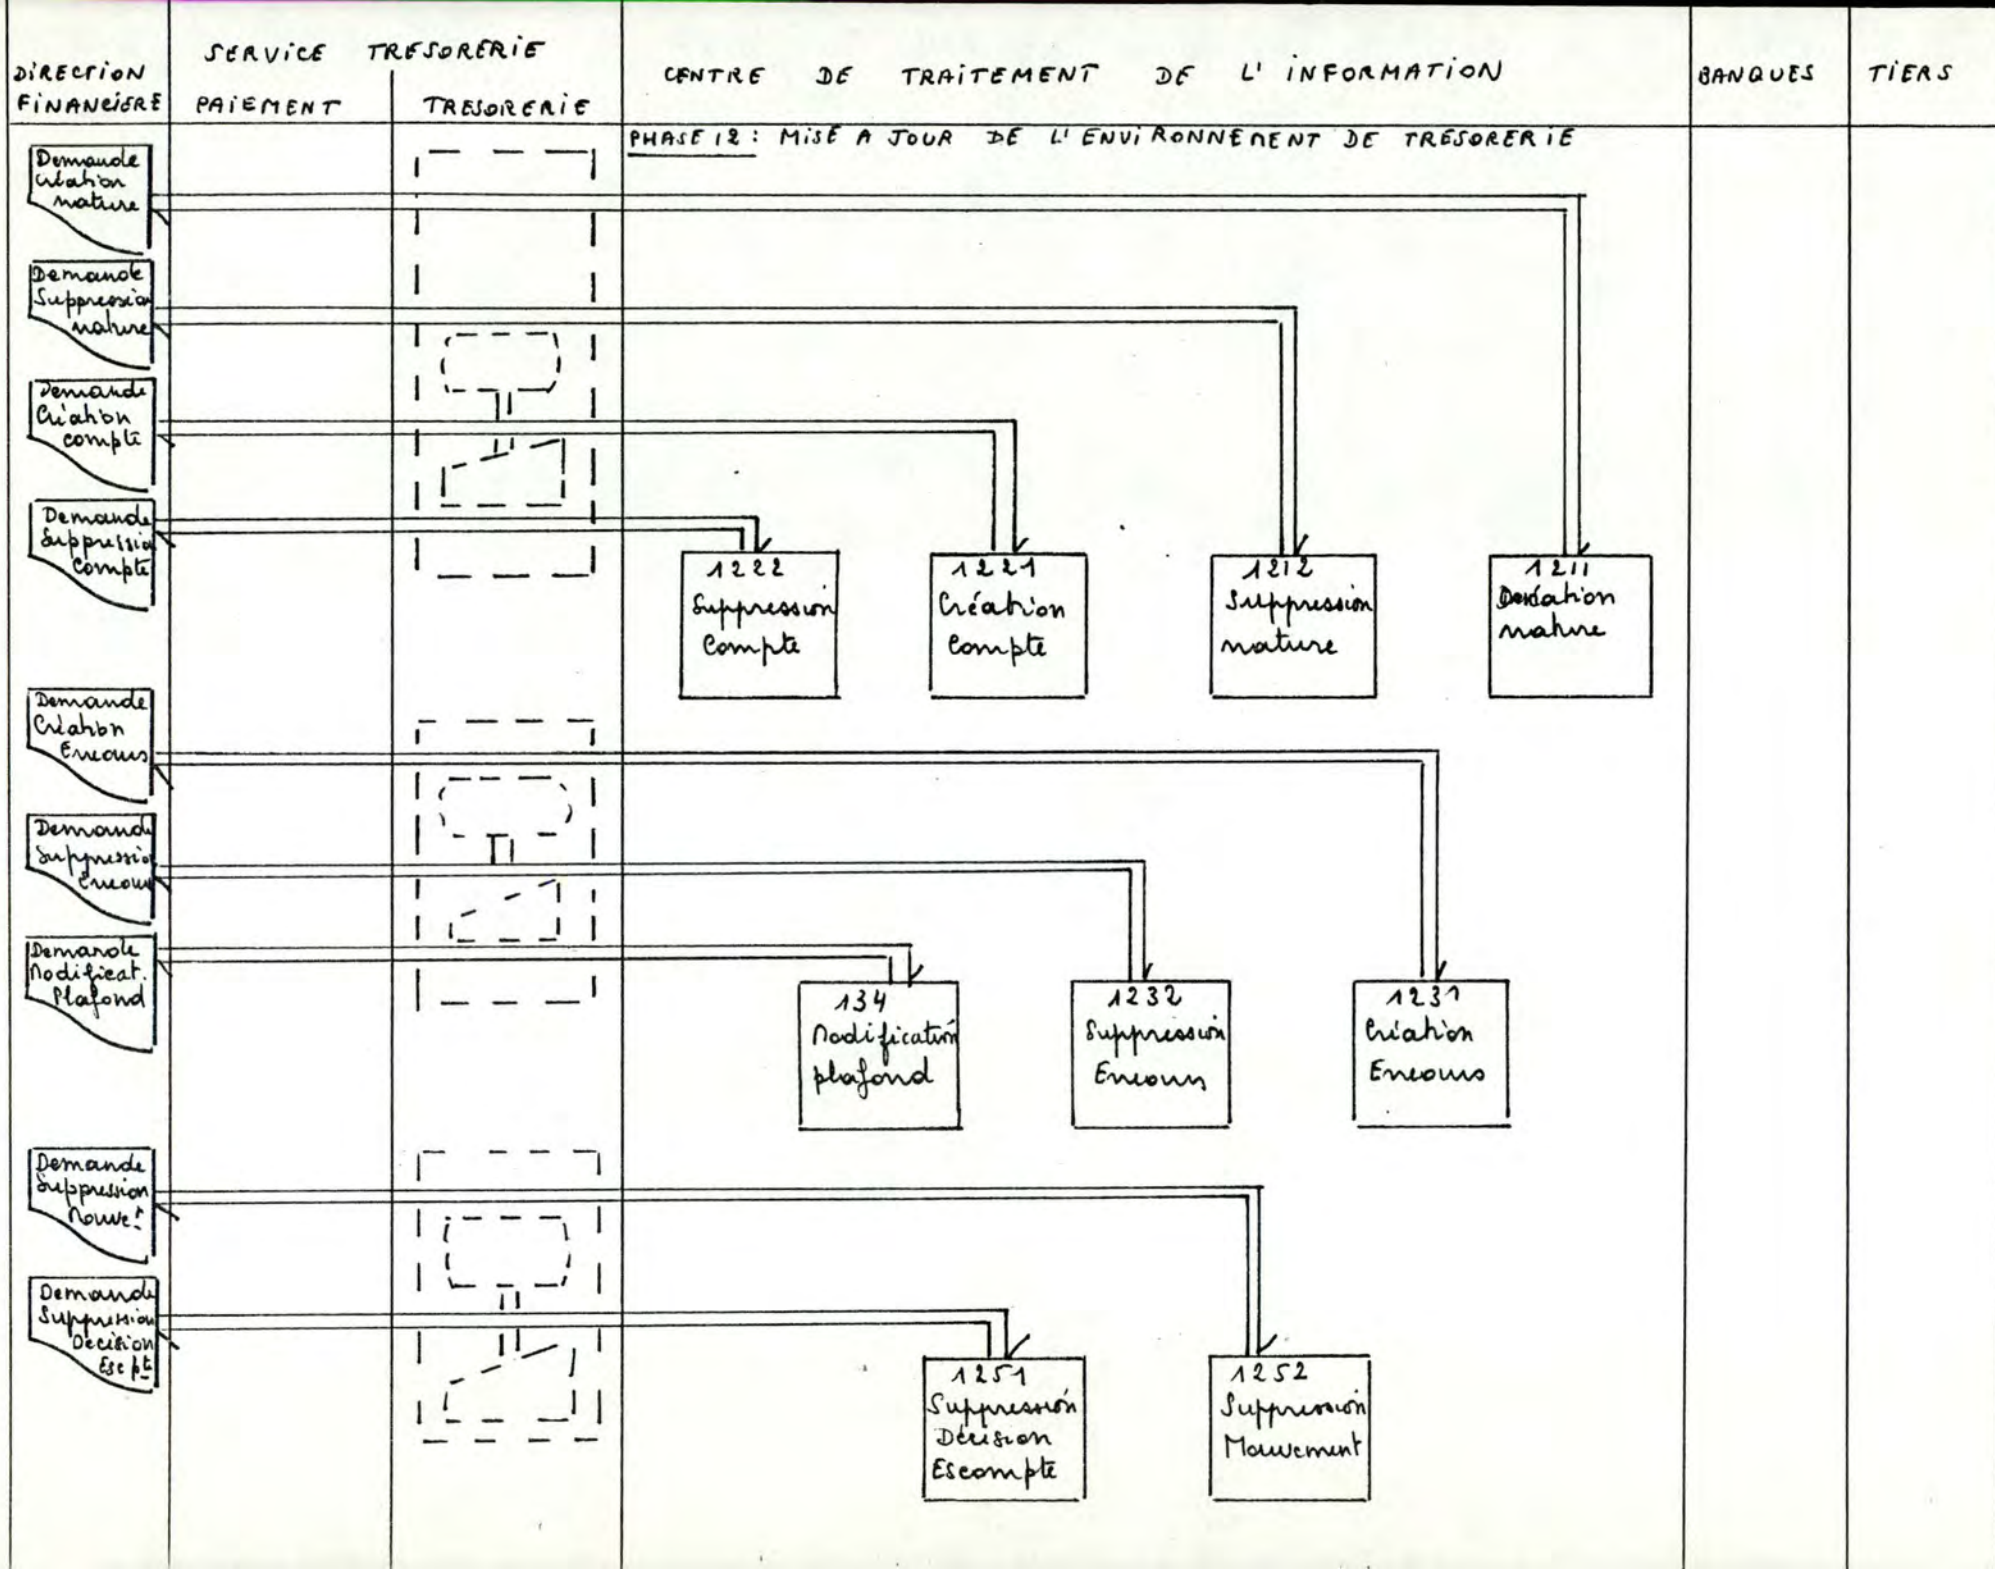 DIRECTION
FINANCIERE
SERVICE TRESORERIE
PAIEMENT
TRESORERIE
CENTRE DE TRAITEMENT DE L'INFORMATION
BANQUES
TIERS
PHASE 12 : MISE A JOUR DE L'ENVIRONNEMENT DE TRESORERIE
Demande
Création
nature
Demande
Suppression
nature
Demande
Création
compte
Demande
Suppression
Compte
1222
Suppression
Compte
1221
Création
Compte
1212
Suppression
nature
1211
nature
Demande
Création
Encours
Demande
Suppression
Encours
Demande
Modificat.
Plafond
134
Modification
plafond
1232
Suppression
Encours
1231
Création
Encours
Demande
Suppression
Mouvet
Demande
Suppression
Décision
Escpte
1251
Suppression
Décision
Escompte
1252
Suppression
Mouvement